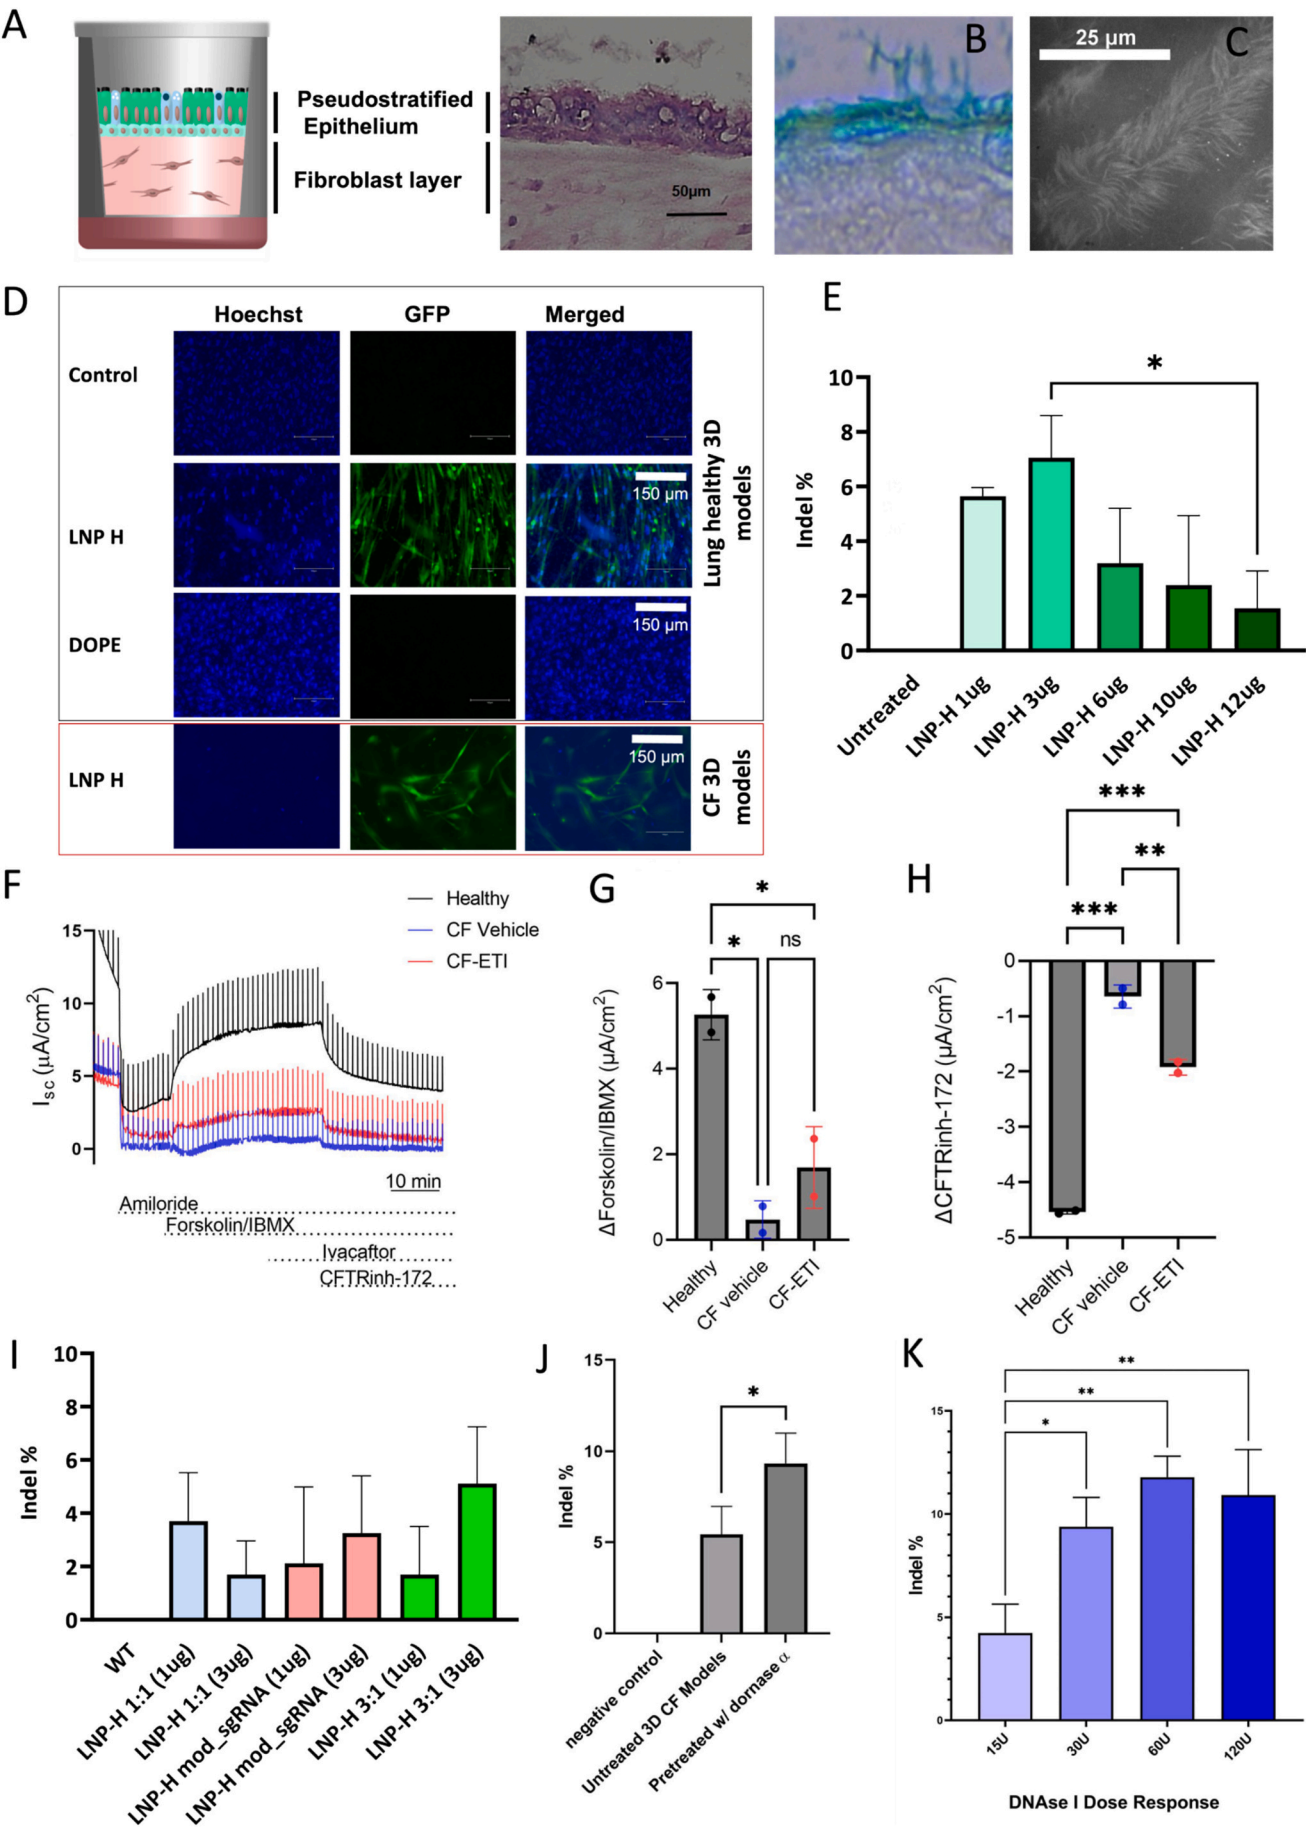 A
Pseudostratified
Epithelium
Fibroblast layer
50μm
B
25 μm
C
D
Hoechst
GFP
Merged
Control
LNP H
150 μm
DOPE
150 μm
Lung healthy 3D
models
LNP H
150 μm
CF 3D
models
E
*
10
8
6
4
2
0
Indel %
Untreated
LNP-H 1ug
LNP-H 3ug
LNP-H 6ug
LNP-H 10ug
LNP-H 12ug
F
Healthy
CF Vehicle
CF-ETI
15
10
5
0
Isc (μA/cm²)
10 min
Amiloride
Forskolin/IBMX
Ivacaftor
CFTRinh-172
G
*
*
ns
6
4
2
0
ΔForskolin/IBMX (μA/cm²)
Healthy
CF vehicle
CF-ETI
H
***
**
***
0
-1
-2
-3
-4
-5
ΔCFTRinh-172 (μA/cm²)
Healthy
CF vehicle
CF-ETI
I
10
8
6
4
2
0
Indel %
WT
LNP-H 1:1 (1ug)
LNP-H 1:1 (3ug)
LNP-H mod_sgRNA (1ug)
LNP-H mod_sgRNA (3ug)
LNP-H 3:1 (1ug)
LNP-H 3:1 (3ug)
J
*
15
10
5
0
Indel %
negative control
Untreated 3D CF Models
Pretreated w/ dornase α
K
**
**
*
15
10
5
0
Indel %
15U
30U
60U
120U
DNAse I Dose Response